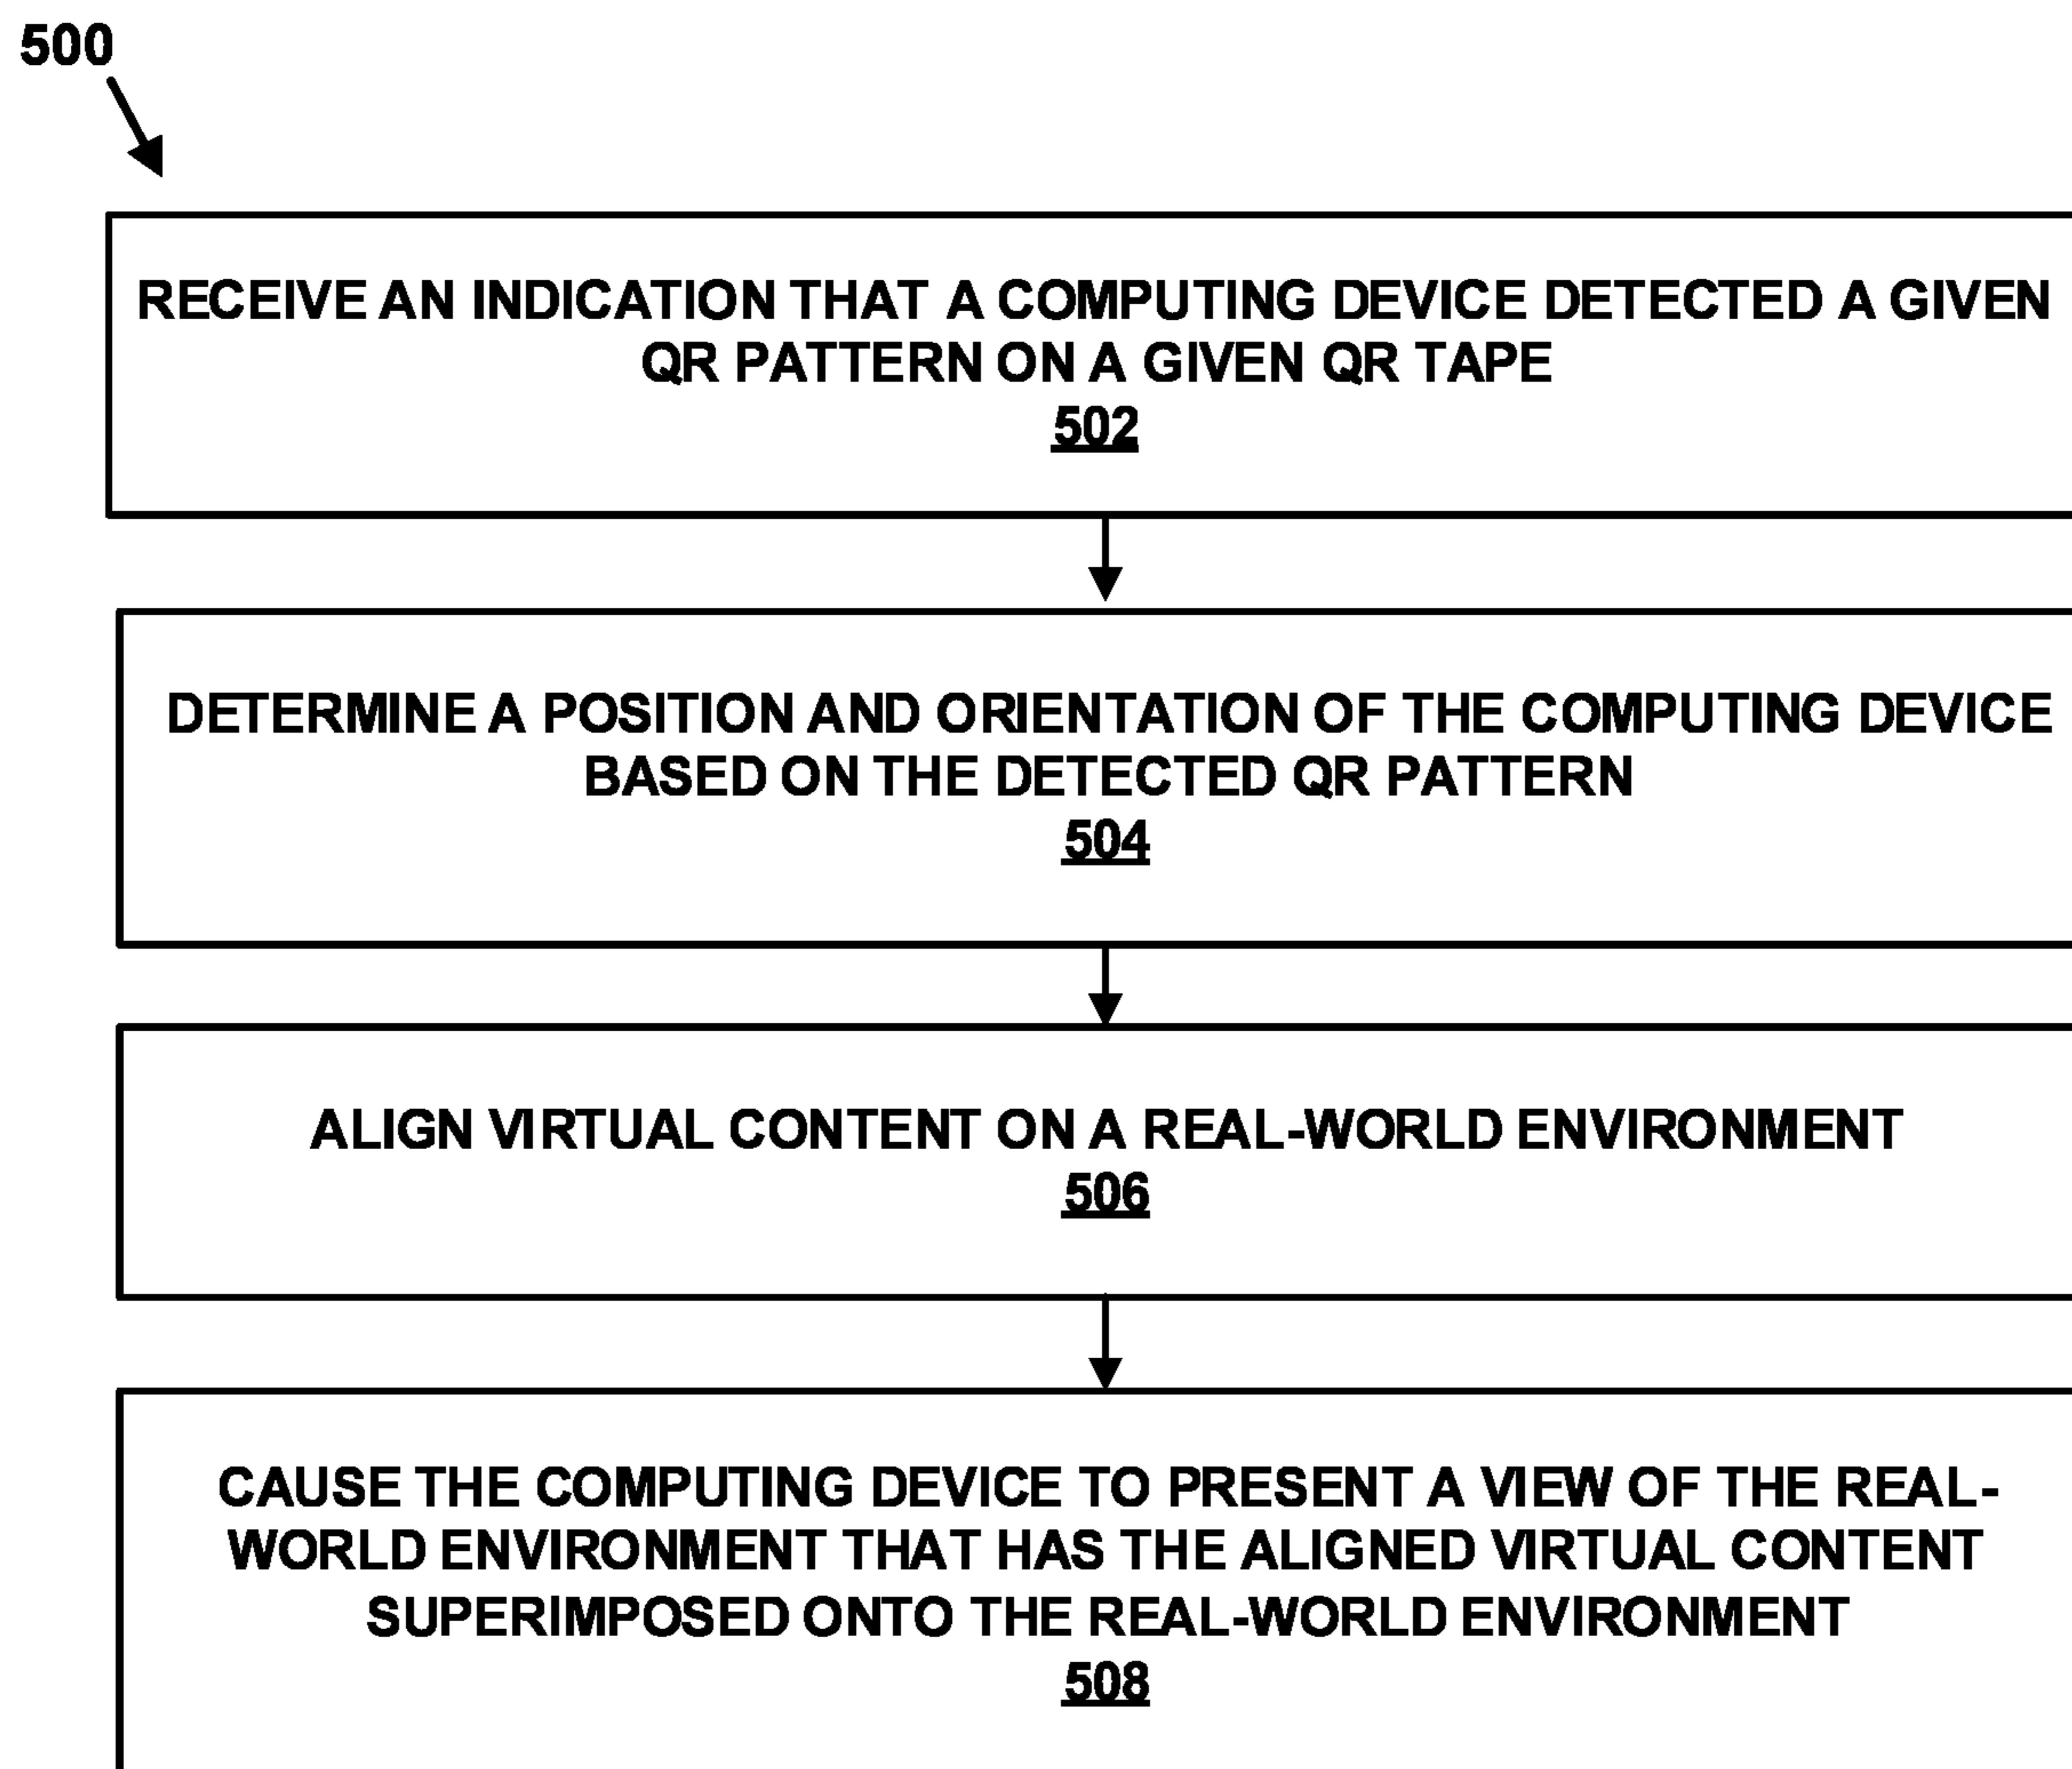 500
RECEIVE AN INDICATION THAT A COMPUTING DEVICE DETECTED A GIVEN
QR PATTERN ON A GIVEN QR TAPE
502
DETERMINE A POSITION AND ORIENTATION OF THE COMPUTING DEVICE
BASED ON THE DETECTED QR PATTERN
504
ALIGN VIRTUAL CONTENT ON A REAL-WORLD ENVIRONMENT
506
CAUSE THE COMPUTING DEVICE TO PRESENT A VIEW OF THE REAL-
WORLD ENVIRONMENT THAT HAS THE ALIGNED VIRTUAL CONTENT
SUPERIMPOSED ONTO THE REAL-WORLD ENVIRONMENT
508